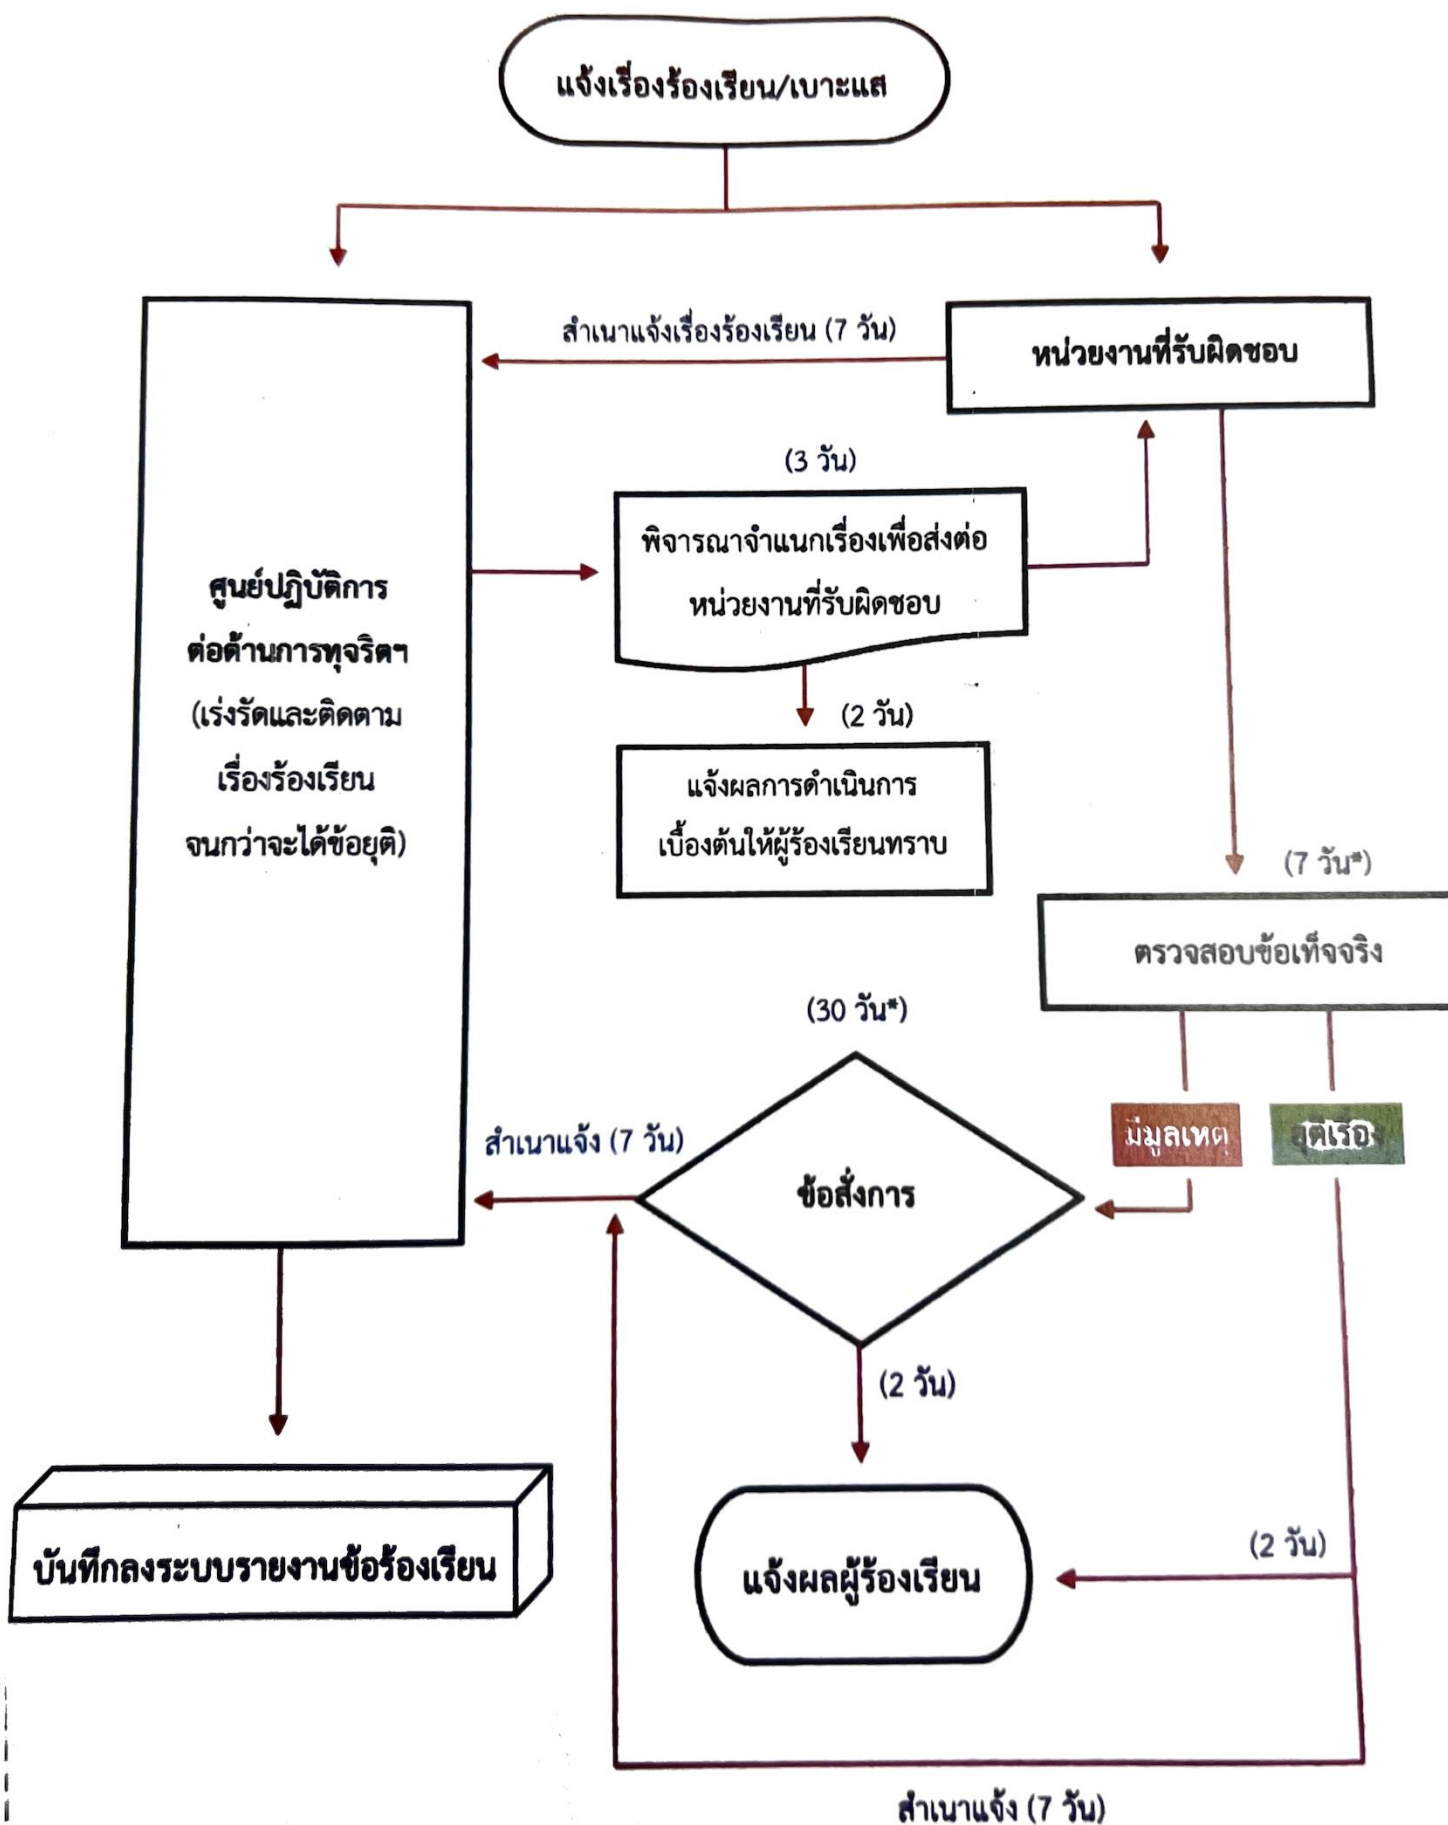 แจ้งเรื่องร้องเรียน/เบาะแส
สำเนาแจ้งเรื่องร้องเรียน (7 วัน)
หน่วยงานที่รับผิดชอบ
(3 วัน)
พิจารณาจำแนกเรื่องเพื่อส่งต่อ
หน่วยงานที่รับผิดชอบ
ศูนย์ปฏิบัติการ
ต่อต้านการทุจริตฯ
(เร่งรัดและติดตาม
เรื่องร้องเรียน
จนกว่าจะได้ข้อยุติ)
(2 วัน)
แจ้งผลการดำเนินการ
เบื้องต้นให้ผู้ร้องเรียนทราบ
(7 วัน*)
ตรวจสอบข้อเท็จจริง
(30 วัน*)
มีมูลเหตุ
ยุติเรื่อง
สำเนาแจ้ง (7 วัน)
ข้อสั่งการ
(2 วัน)
บันทึกลงระบบรายงานข้อร้องเรียน
แจ้งผลผู้ร้องเรียน
(2 วัน)
สำเนาแจ้ง (7 วัน)